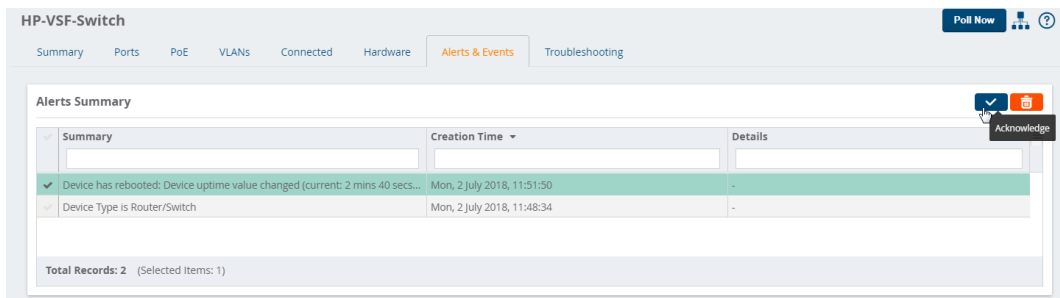 HP-VSF-Switch
Poll Now
Summary Ports PoE VLANs Connected Hardware Alerts & Events Troubleshooting
Alerts Summary
Acknowledge
Summary Creation Time Details
Device has rebooted: Device uptime value changed (current: 2 mins 40 secs... Mon, 2 July 2018, 11:51:50 -
Device Type is Router/Switch Mon, 2 July 2018, 11:48:34 -
Total Records: 2 (Selected Items: 1)